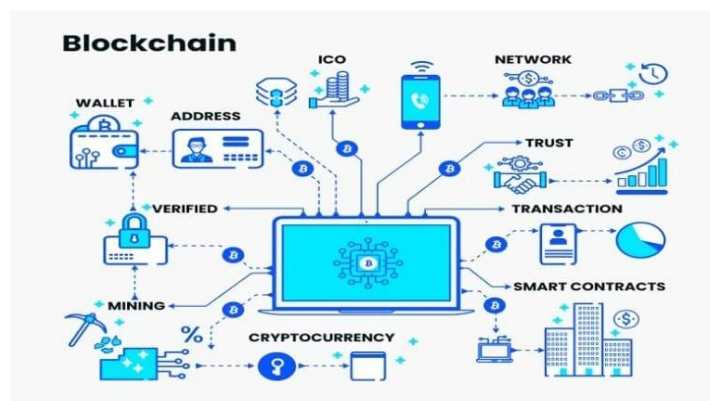 Blockchain
ICO
NETWORK
WALLET
ADDRESS
TRUST
VERIFIED
TRANSACTION
SMART CONTRACTS
MINING
%
CRYPTOCURRENCY